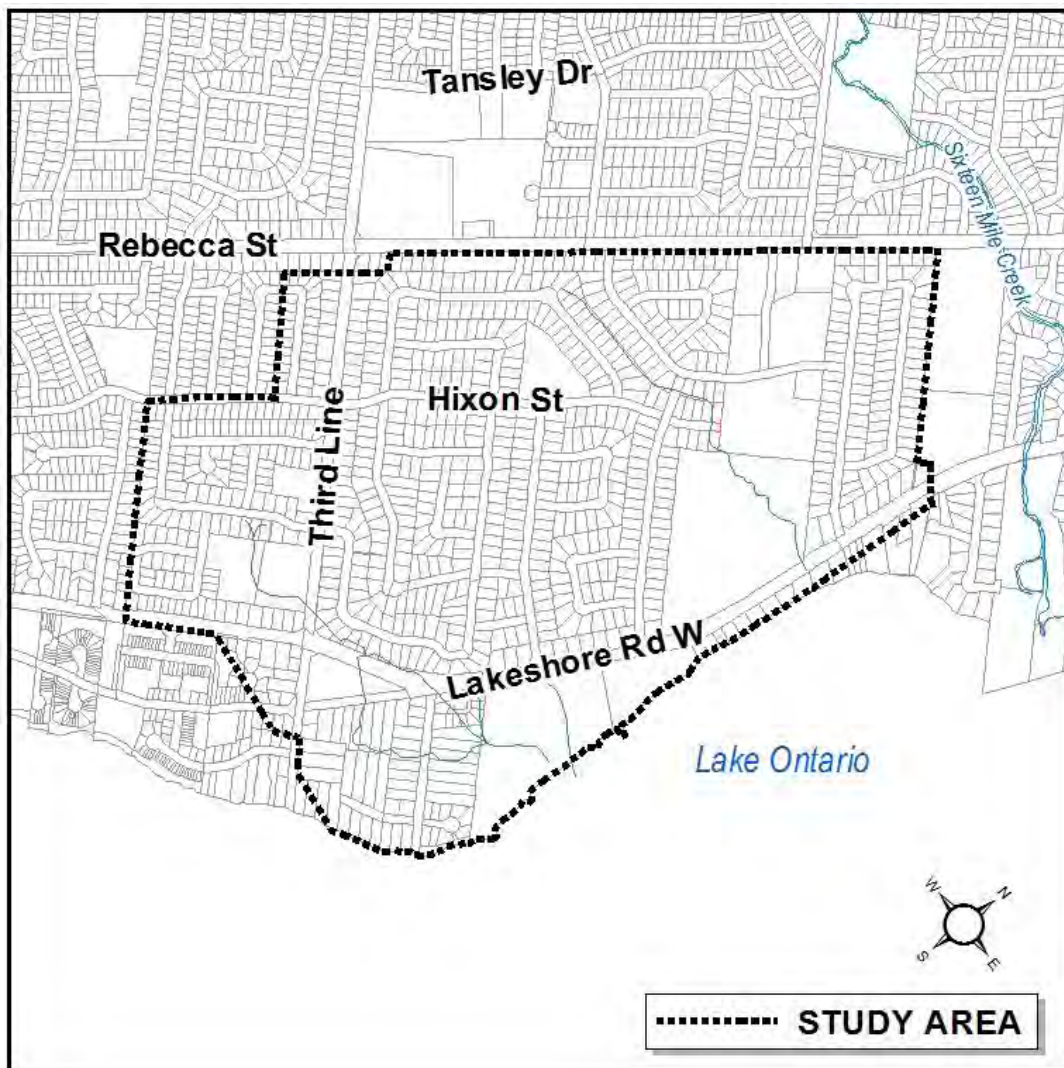 Tansley Dr
Sixteen Mile Creek
Rebecca St
Hixon St
Third Line
Lakeshore Rd W
Lake Ontario
W
N
S
E
STUDY AREA